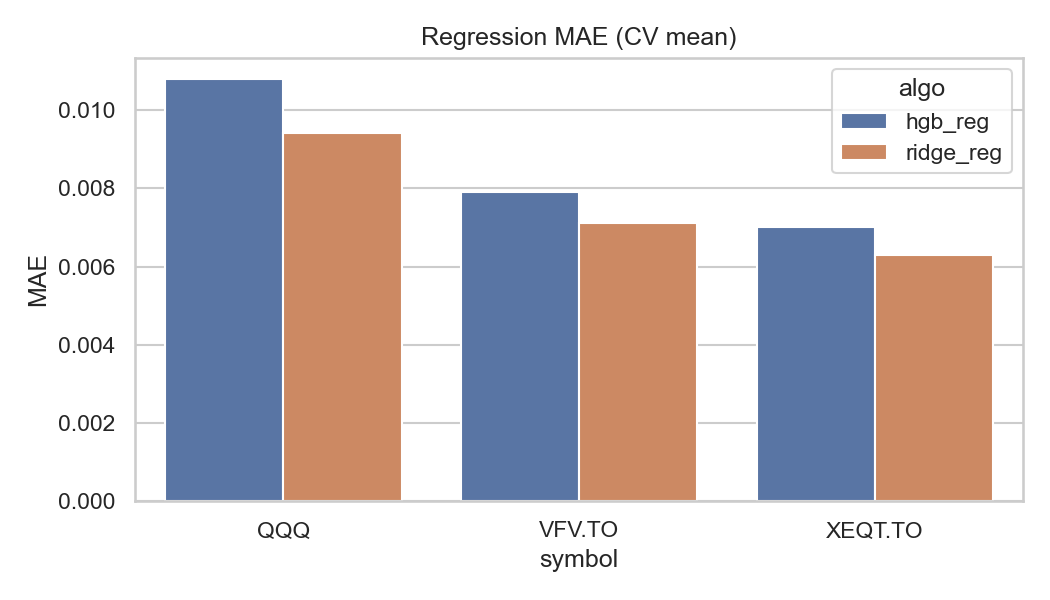 Regression MAE (CV mean)
algo
hgb_reg
ridge_reg
MAE
0.010
0.008
0.006
0.004
0.002
0.000
QQQ VFV.TO XEQT.TO
symbol